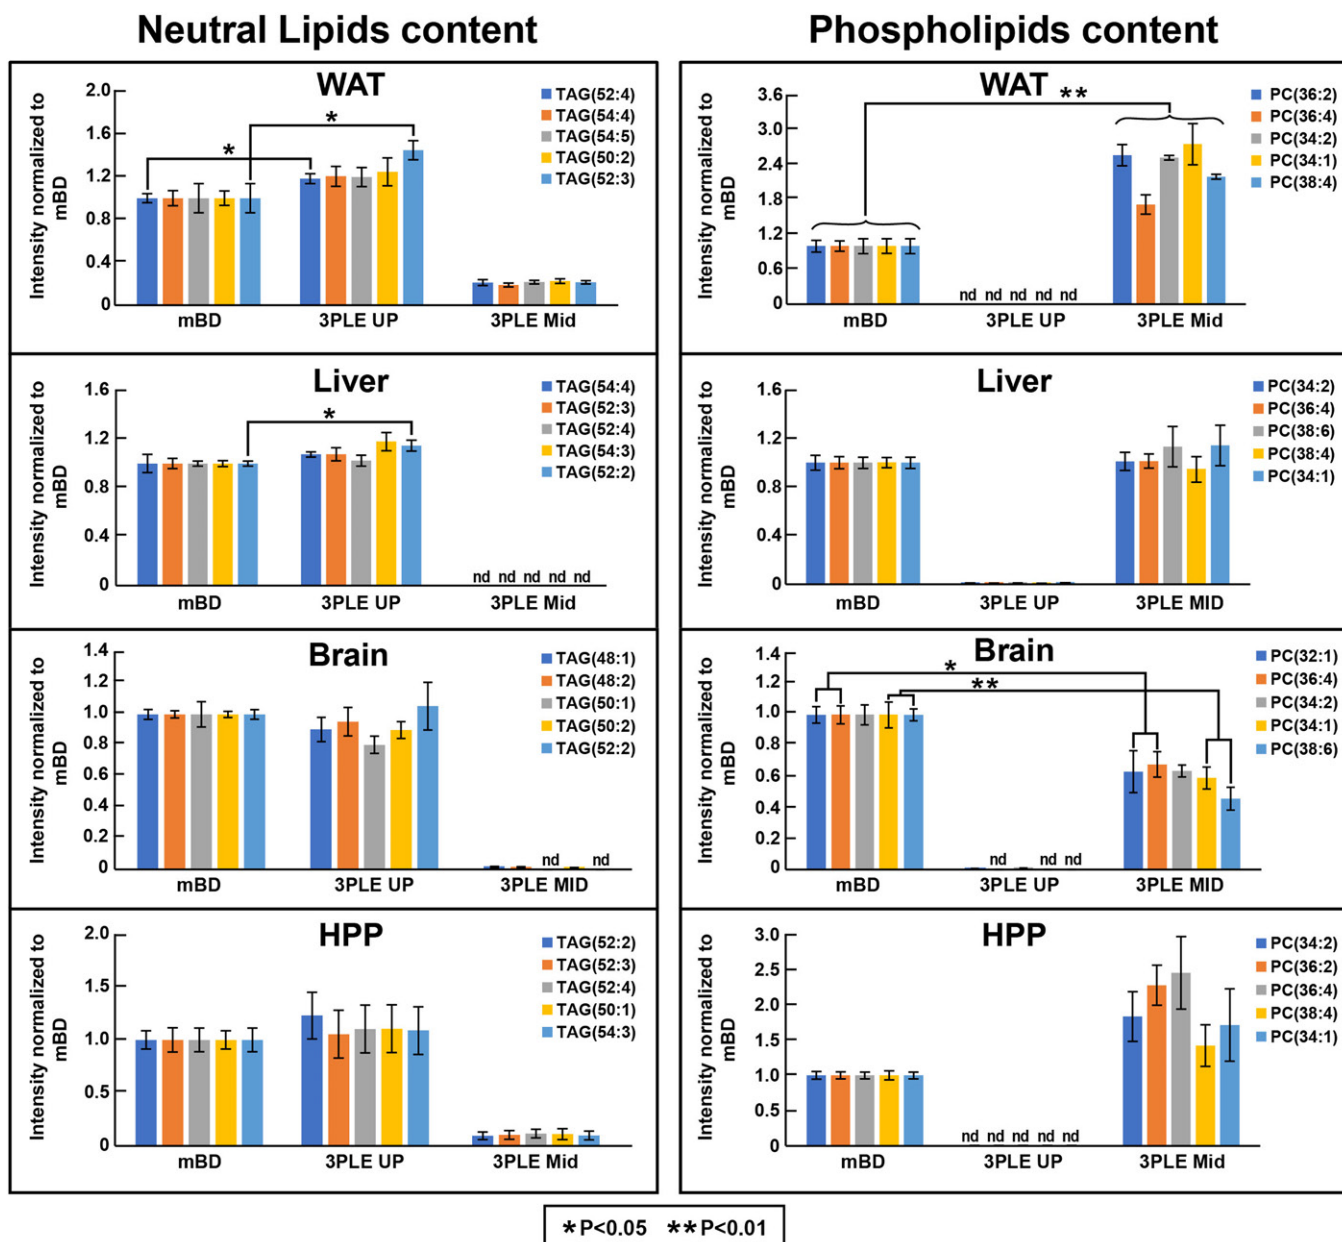 Neutral Lipids content
Phospholipids content
WAT
Intensity normalized to
mBD
2.0
1.6
1.2
0.8
0.4
0
TAG(52:4)
TAG(54:4)
TAG(54:5)
TAG(50:2)
TAG(52:3)
*
*
mBD 3PLE UP 3PLE Mid
WAT
Intensity normalized to
mBD
3.6
3.0
2.4
1.8
1.2
0.6
0
PC(36:2)
PC(36:4)
PC(34:2)
PC(34:1)
PC(38:4)
**
nd nd nd nd nd
mBD 3PLE UP 3PLE Mid
Liver
Intensity normalized to
mBD
1.6
1.2
0.8
0.4
0
TAG(54:4)
TAG(52:3)
TAG(52:4)
TAG(54:3)
TAG(52:2)
*
nd nd nd nd nd
mBD 3PLE UP 3PLE Mid
Liver
Intensity normalized to
mBD
1.6
1.2
0.8
0.4
0
PC(34:2)
PC(36:4)
PC(38:6)
PC(38:4)
PC(34:1)
mBD 3PLE UP 3PLE MID
Brain
Intensity normalized to
mBD
1.4
1.2
1.0
0.8
0.6
0.4
0.2
0
TAG(48:1)
TAG(48:2)
TAG(50:1)
TAG(50:2)
TAG(52:2)
nd nd
mBD 3PLE UP 3PLE MID
Brain
Intensity normalized to
mBD
1.4
1.2
1.0
0.8
0.6
0.4
0.2
0
PC(32:1)
PC(36:4)
PC(34:2)
PC(34:1)
PC(38:6)
*
**
nd nd nd
mBD 3PLE UP 3PLE MID
HPP
Intensity normalized to
mBD
2.0
1.5
1.0
0.5
0
TAG(52:2)
TAG(52:3)
TAG(52:4)
TAG(50:1)
TAG(54:3)
mBD 3PLE UP 3PLE Mid
HPP
Intensity normalized to
mBD
3.0
2.5
2.0
1.5
1.0
0.5
0
PC(34:2)
PC(36:2)
PC(36:4)
PC(38:4)
PC(34:1)
nd nd nd nd nd
mBD 3PLE UP 3PLE Mid
*P<0.05 **P<0.01